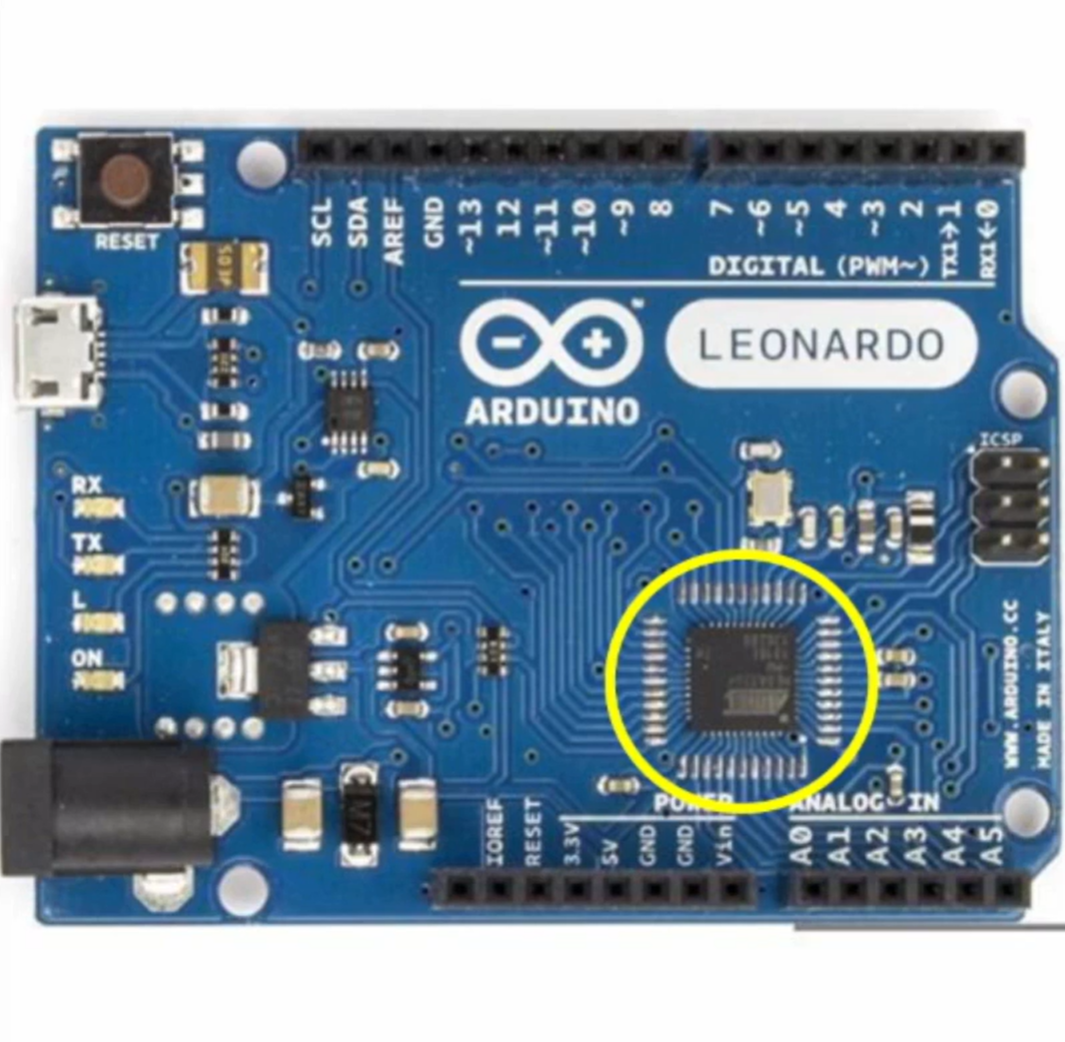 RESET
SCL
SDA
AREF
GND
~13
12
~11
~10
~9
8
7
~6
~5
4
~3
2
TX1→1
RX1←0
DIGITAL (PWM~)
LEONARDO
ARDUINO
ICSP
RX
TX
L
ON
WWW.ARDUINO.CC
MADE IN ITALY
M7
POWER
ANALOG IN
IOREF
RESET
3.3V
5V
GND
GND
Vin
A0
A1
A2
A3
A4
A5